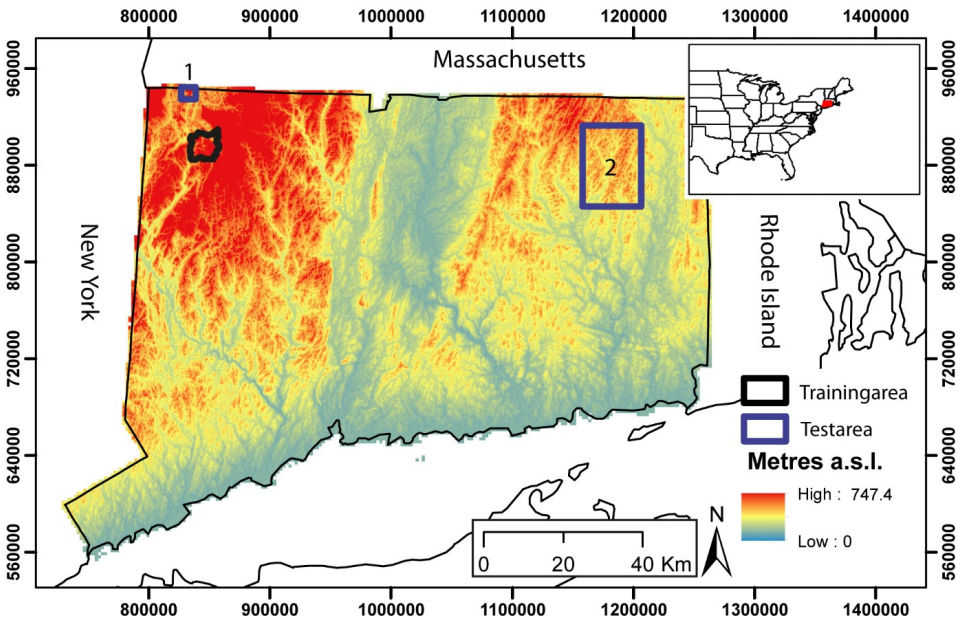 800000 900000 1000000 1100000 1200000 1300000 1400000
960000
880000
800000
720000
640000
560000
Massachusetts
1
2
New York
Rhode Island
960000
880000
800000
720000
640000
560000
Trainingarea
Testarea
Metres a.s.l.
High : 747.4
Low : 0
N
0 20 40 Km
800000 900000 1000000 1100000 1200000 1300000 1400000